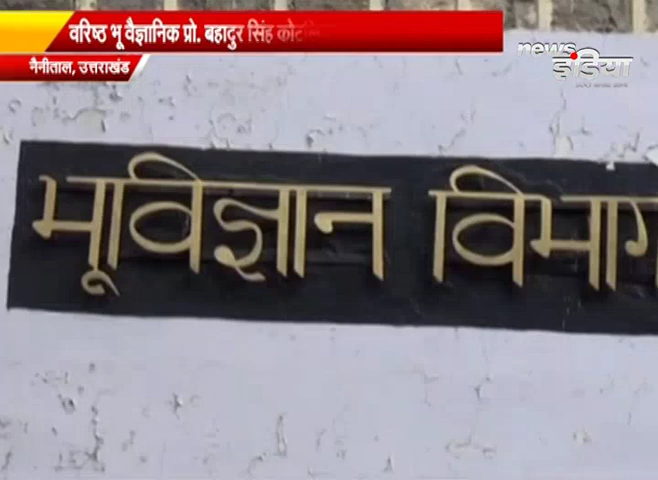 वरिष्ठ भू वैज्ञानिक प्रो. बहादुर सिंह
नैनीताल, उत्तराखंड
news
इंडिया
भूविज्ञान विभाग